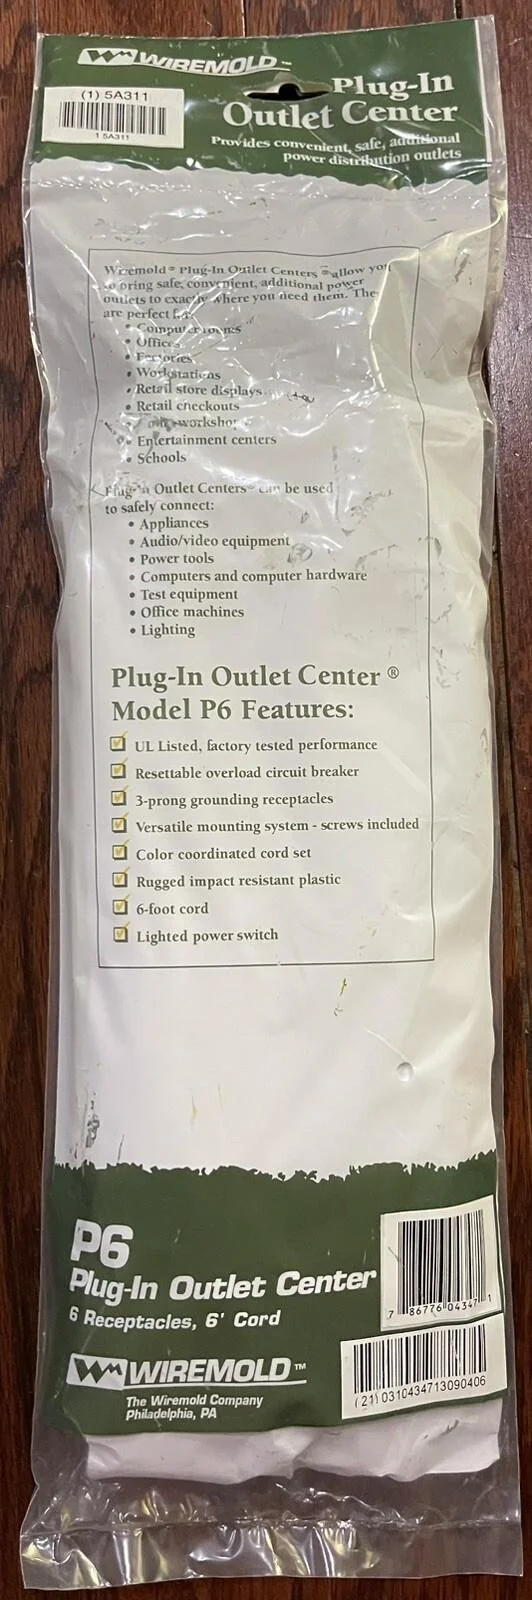 WIREMOLD™
(1) 5A311
1 5A311
Plug-In
Outlet Center
Provides convenient, safe, additional
power distribution outlets
Wiremold® Plug-In Outlet Centers® allow you
to bring safe, convenient, additional power
outlets to exactly where you need them. The
are perfect for:
• Computer rooms
• Offices
• Factories
• Workstations
• Retail store displays
• Retail checkouts
workshop
• Entertainment centers
• Schools
Plug-In Outlet Centers® can be used
to safely connect:
• Appliances
• Audio/video equipment
• Power tools
• Computers and computer hardware
• Test equipment
• Office machines
• Lighting
Plug-In Outlet Center ®
Model P6 Features:
UL Listed, factory tested performance
Resettable overload circuit breaker
3-prong grounding receptacles
Versatile mounting system - screws included
Color coordinated cord set
Rugged impact resistant plastic
6-foot cord
Lighted power switch
P6
Plug-In Outlet Center
6 Receptacles, 6' Cord
7 86776 04347 1
WIREMOLD™
The Wiremold Company
Philadelphia, PA
(21) 0310434713090406